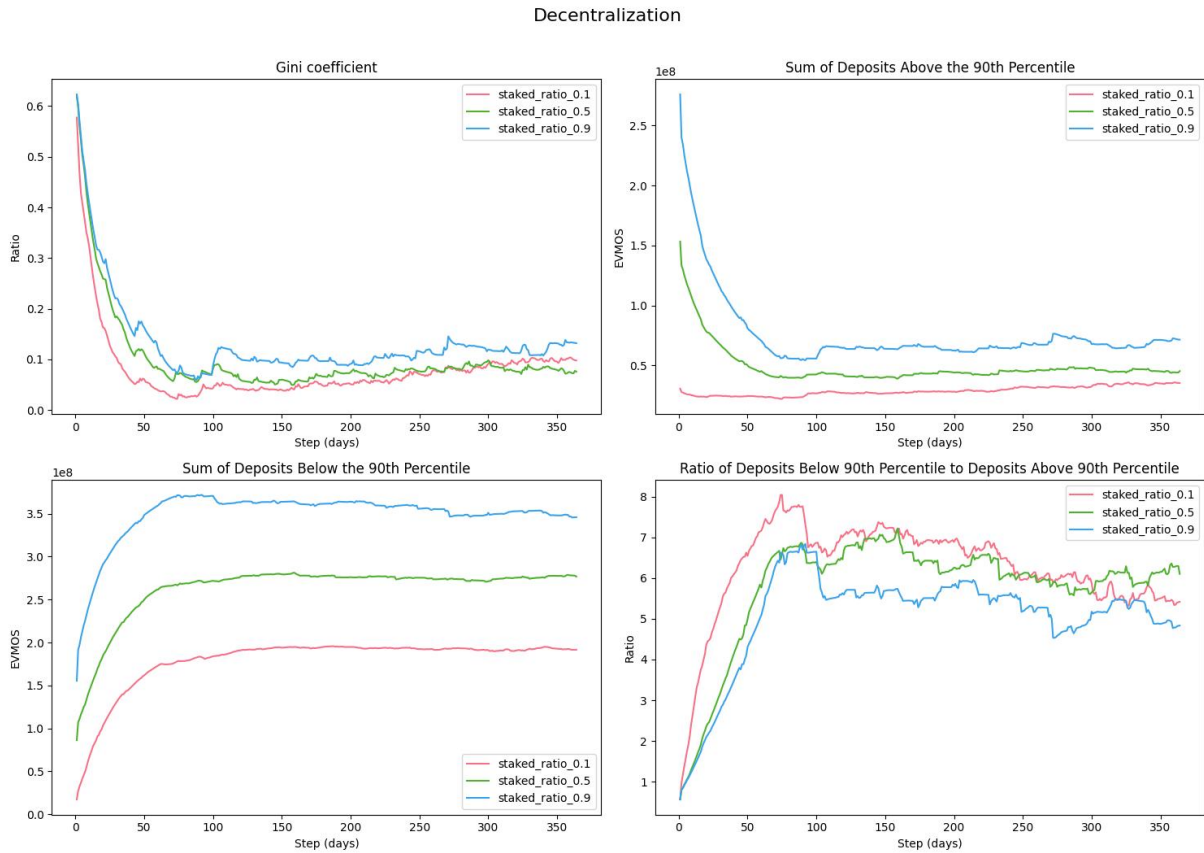 Decentralization
Gini coefficient
Ratio
0.6
0.5
0.4
0.3
0.2
0.1
0.0
staked_ratio_0.1
staked_ratio_0.5
staked_ratio_0.9
0 50 100 150 200 250 300 350
Step (days)
Sum of Deposits Above the 90th Percentile
1e8
EVMOS
2.5
2.0
1.5
1.0
0.5
staked_ratio_0.1
staked_ratio_0.5
staked_ratio_0.9
0 50 100 150 200 250 300 350
Step (days)
Sum of Deposits Below the 90th Percentile
1e8
EVMOS
3.5
3.0
2.5
2.0
1.5
1.0
0.5
0.0
staked_ratio_0.1
staked_ratio_0.5
staked_ratio_0.9
0 50 100 150 200 250 300 350
Step (days)
Ratio of Deposits Below 90th Percentile to Deposits Above 90th Percentile
Ratio
8
7
6
5
4
3
2
1
staked_ratio_0.1
staked_ratio_0.5
staked_ratio_0.9
0 50 100 150 200 250 300 350
Step (days)